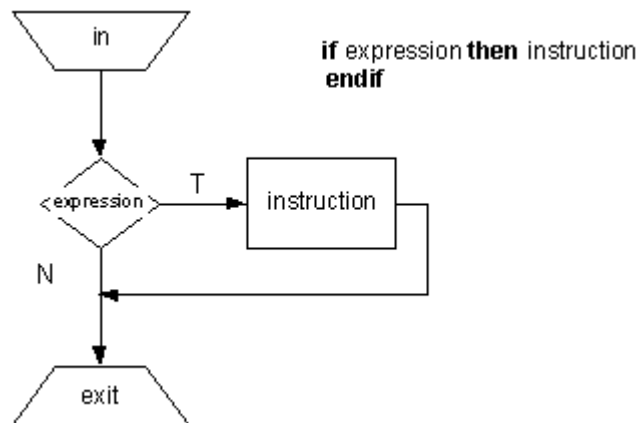 in
if expression then instruction
endif
expression
T
instruction
N
exit